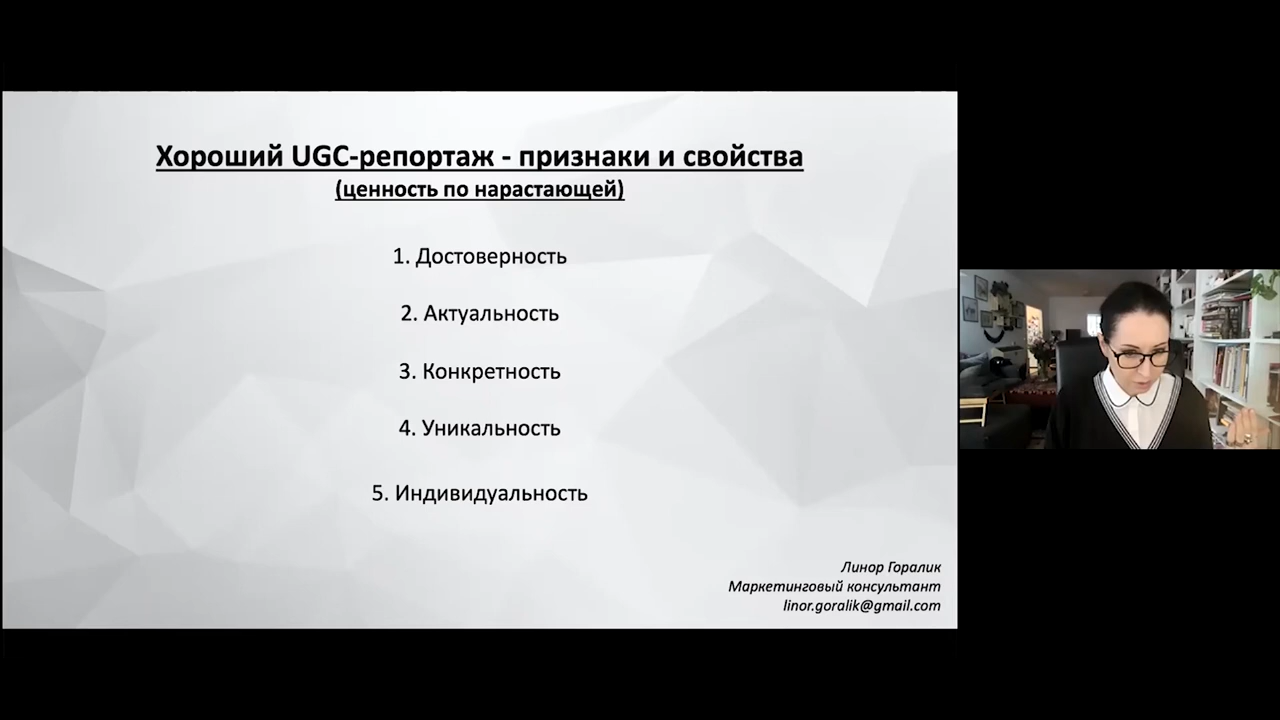 Хороший UGC-репортаж - признаки и свойства
(ценность по нарастающей)
1. Достоверность
2. Актуальность
3. Конкретность
4. Уникальность
5. Индивидуальность
Линор Горалик
Маркетинговый консультант
linor.goralik@gmail.com